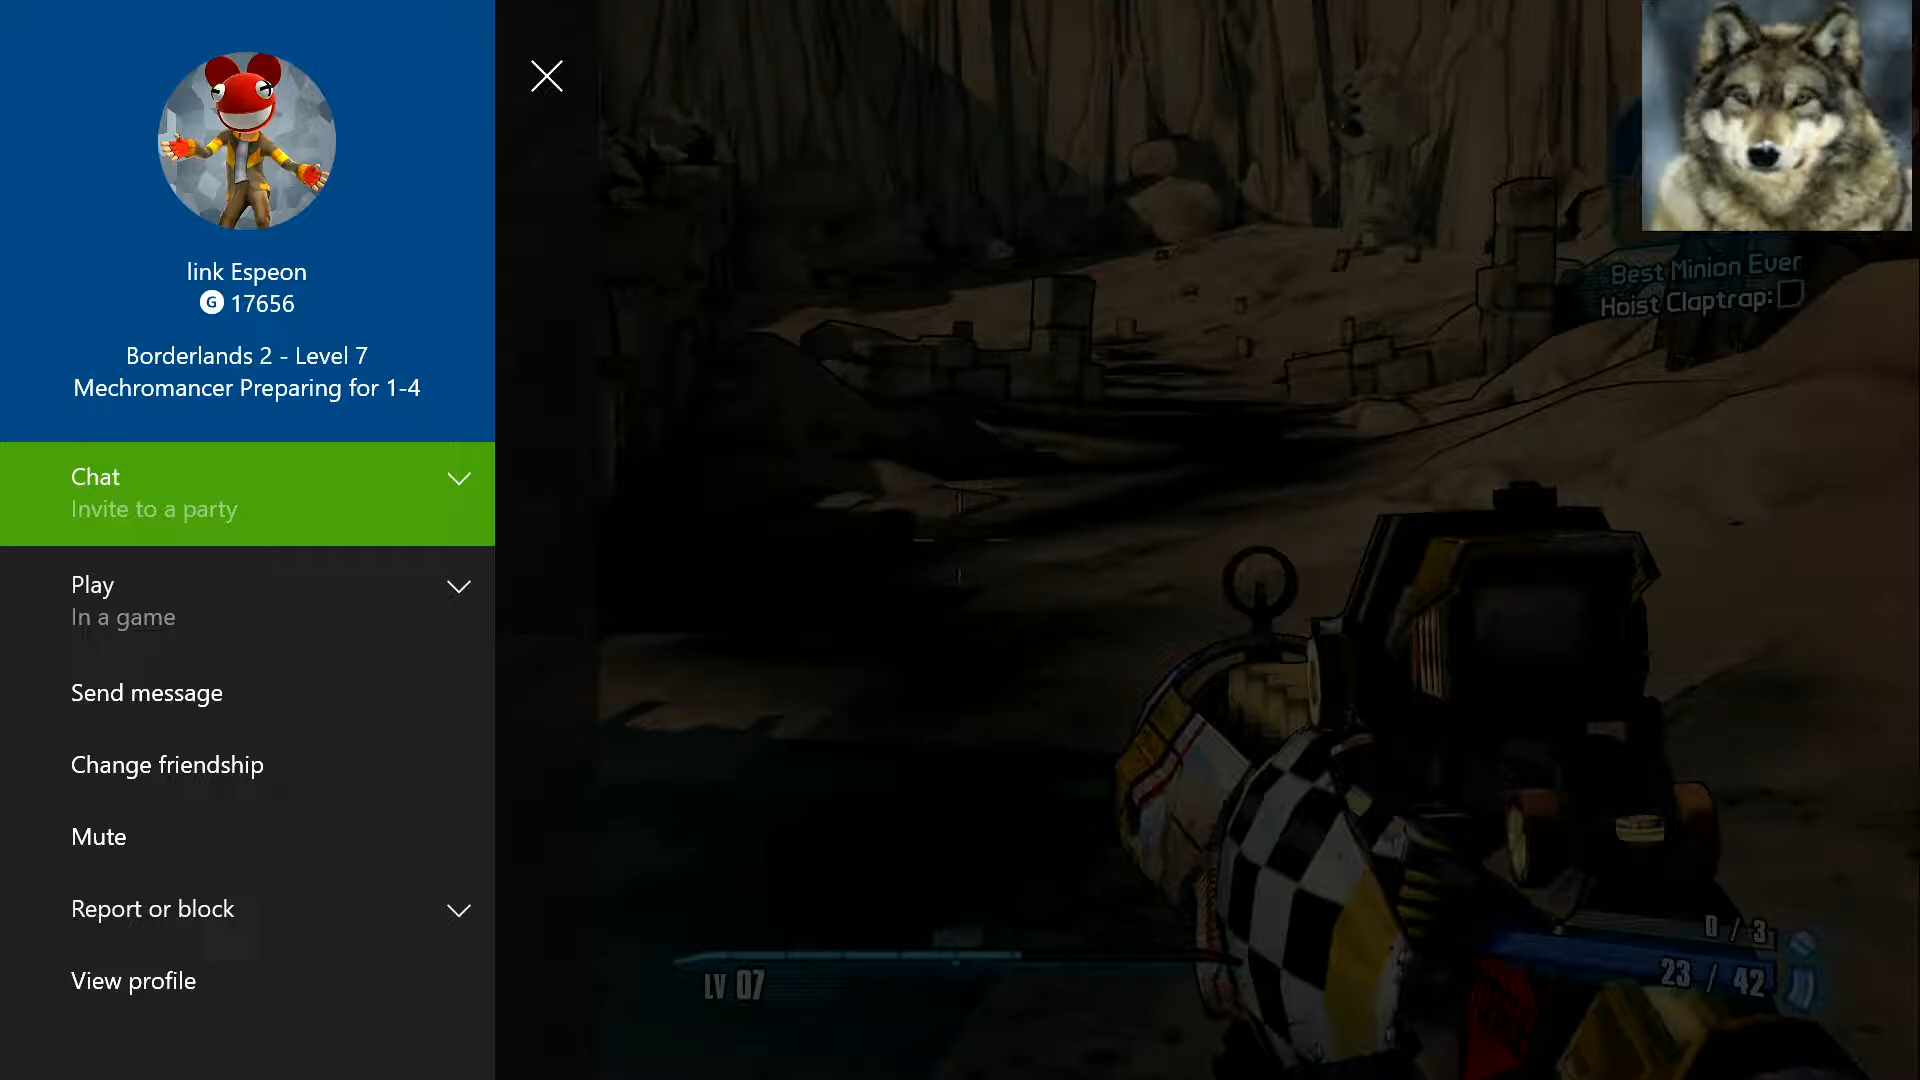 link Espeon
G 17656
Borderlands 2 - Level 7
Mechromancer Preparing for 1-4
Chat
Invite to a party
Play
In a game
Send message
Change friendship
Mute
Report or block
View profile
Best Minion Ever
Hoist Claptrap:
LV 07
0 / 3
23 / 42